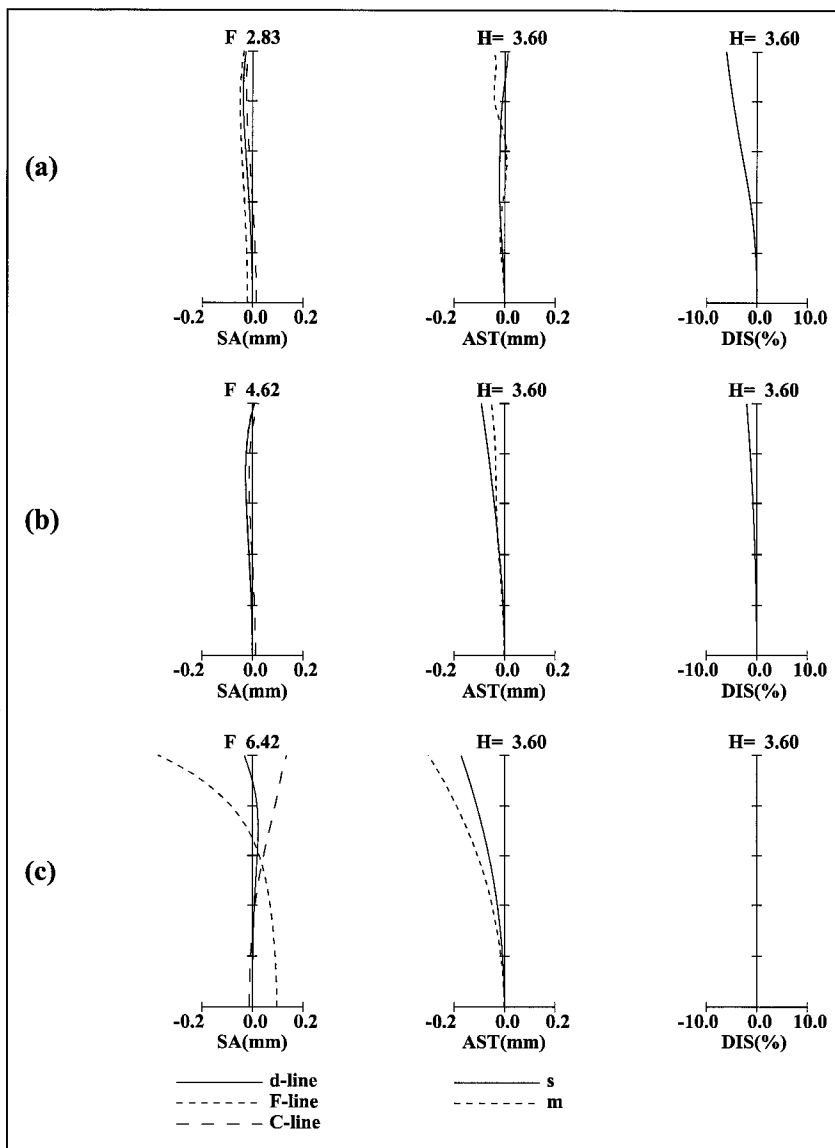 F 2.83 H= 3.60 H= 3.60
(a)
-0.2 0.0 0.2 -0.2 0.0 0.2 -10.0 0.0 10.0
SA(mm) AST(mm) DIS(%)
F 4.62 H= 3.60 H= 3.60
(b)
-0.2 0.0 0.2 -0.2 0.0 0.2 -10.0 0.0 10.0
SA(mm) AST(mm) DIS(%)
F 6.42 H= 3.60 H= 3.60
(c)
-0.2 0.0 0.2 -0.2 0.0 0.2 -10.0 0.0 10.0
SA(mm) AST(mm) DIS(%)
d-line s
F-line m
C-line